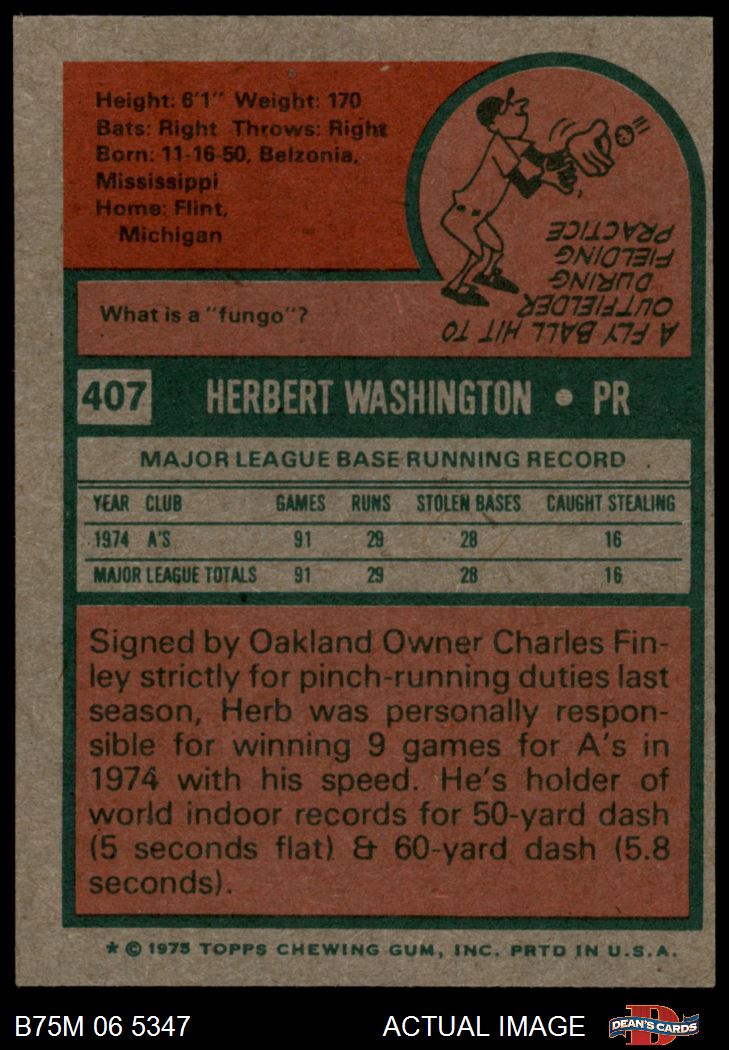 Height: 6'1" Weight: 170
Bats: Right Throws: Right
Born: 11-16-50, Belzonia,
Mississippi
Home: Flint,
Michigan
What is a "fungo"?
A FLY BALL HIT TO
OUTFIELDER
DURING
FIELDING
PRACTICE
407 HERBERT WASHINGTON • PR
MAJOR LEAGUE BASE RUNNING RECORD
YEAR CLUB GAMES RUNS STOLEN BASES CAUGHT STEALING
1974 A'S 91 29 28 16
MAJOR LEAGUE TOTALS 91 29 28 16
Signed by Oakland Owner Charles Fin-
ley strictly for pinch-running duties last
season, Herb was personally respon-
sible for winning 9 games for A's in
1974 with his speed. He's holder of
world indoor records for 50-yard dash
(5 seconds flat) & 60-yard dash (5.8
seconds).
* © 1975 TOPPS CHEWING GUM, INC. PRTD IN U.S.A.
B75M 06 5347 ACTUAL IMAGE
D
DEAN'S CARDS